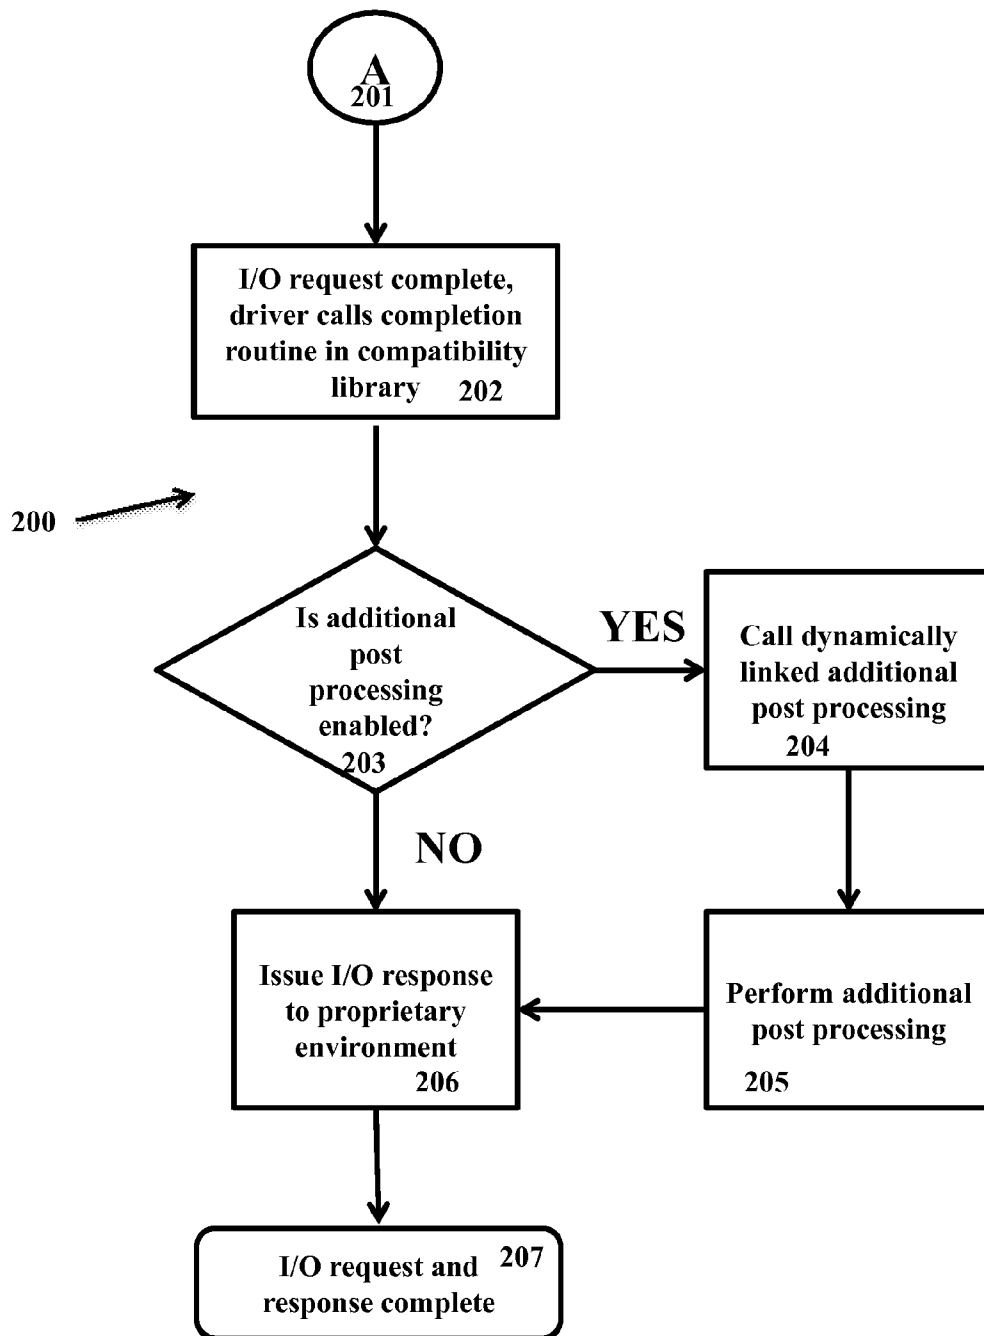 A
201
I/O request complete,
driver calls completion
routine in compatibility
library 202
200
Is additional
post
processing
enabled?
203
YES
Call dynamically
linked additional
post processing
204
NO
Issue I/O response
to proprietary
environment
206
Perform additional
post processing
205
I/O request and 207
response complete